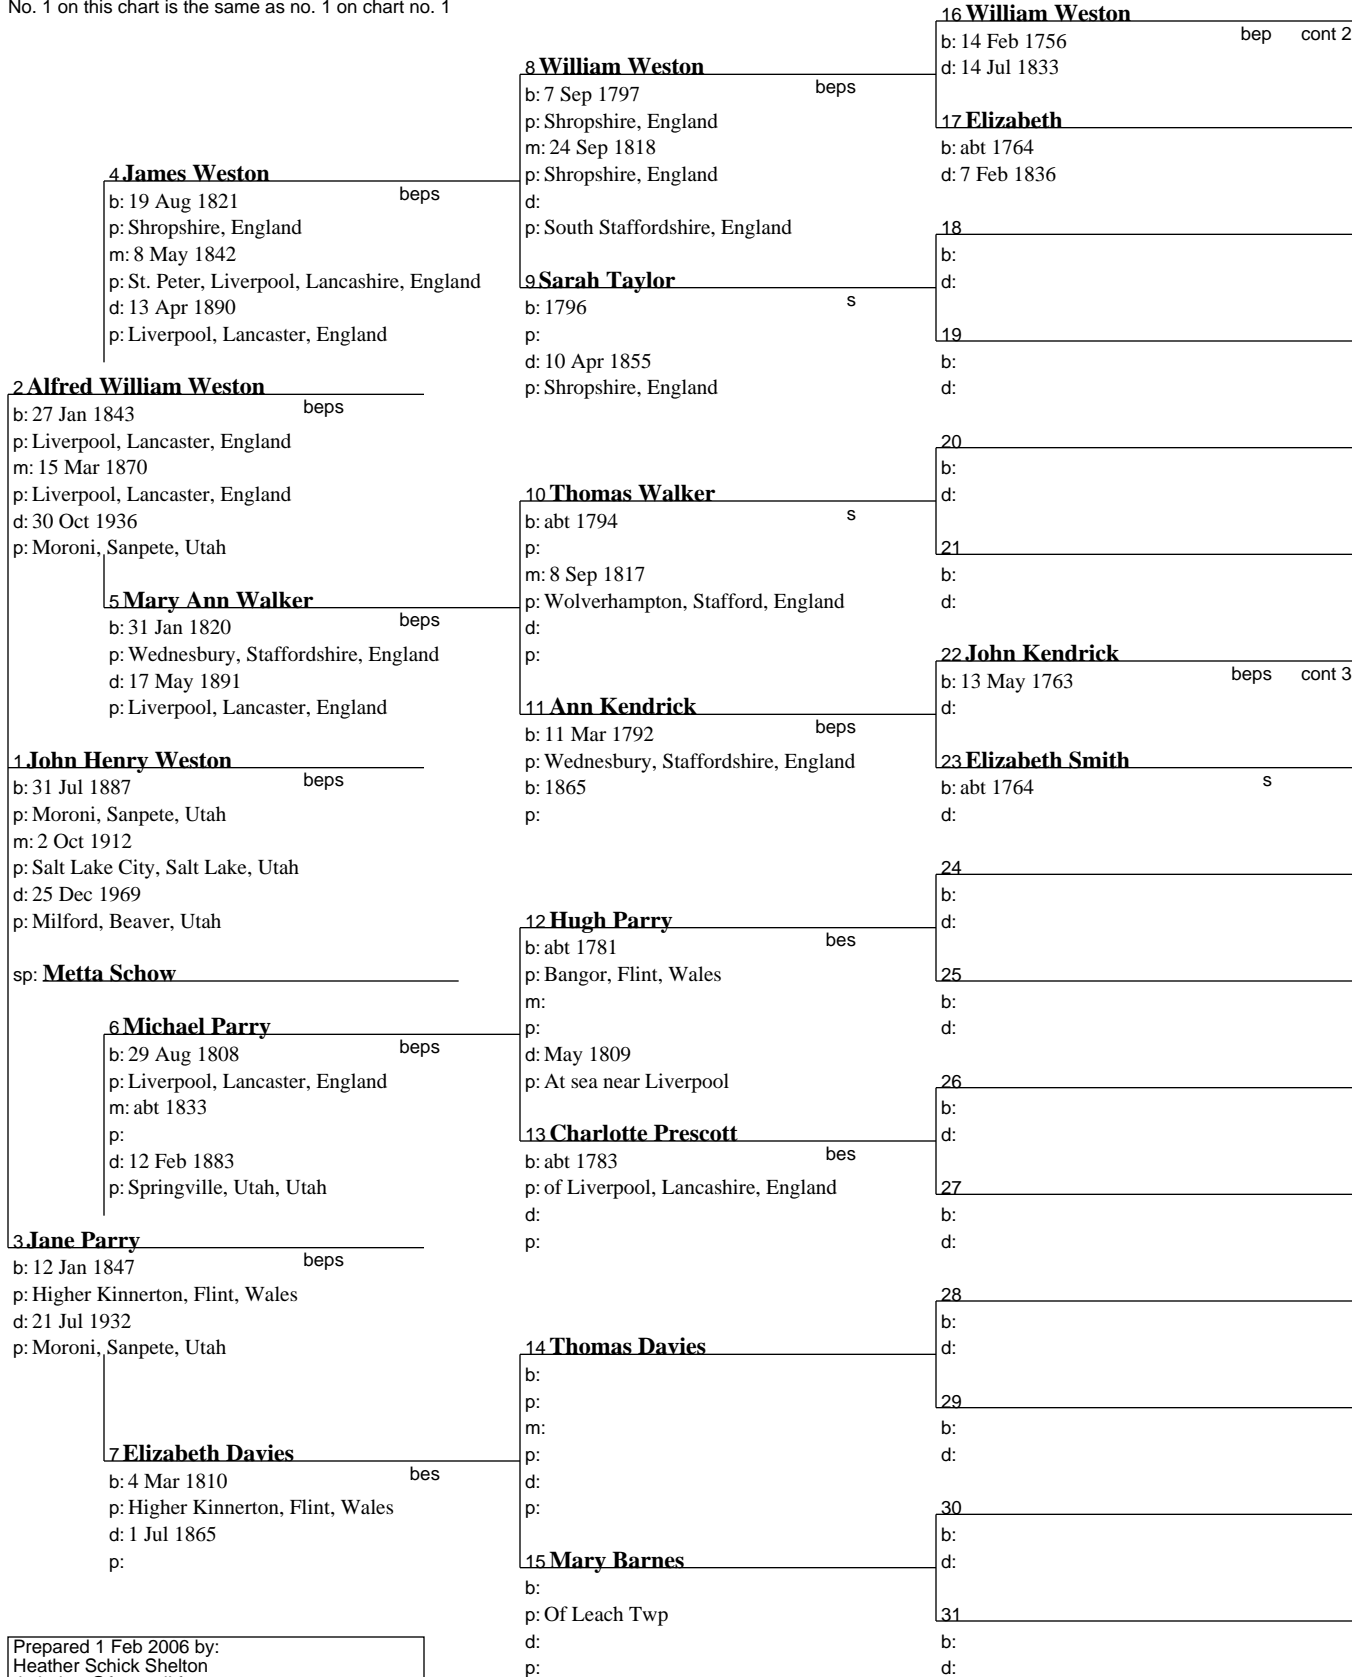 No. 1 on this chart is the same as no. 1 on chart no. 1
16 William Weston
bep cont 2
b: 14 Feb 1756
d: 14 Jul 1833
8 William Weston
beps
b: 7 Sep 1797
p: Shropshire, England
m: 24 Sep 1818
p: Shropshire, England
d:
p: South Staffordshire, England
17 Elizabeth
b: abt 1764
d: 7 Feb 1836
4 James Weston
beps
b: 19 Aug 1821
p: Shropshire, England
m: 8 May 1842
p: St. Peter, Liverpool, Lancashire, England
d: 13 Apr 1890
p: Liverpool, Lancaster, England
18
b:
d:
9 Sarah Taylor
s
b: 1796
p:
d: 10 Apr 1855
p: Shropshire, England
19
b:
d:
2 Alfred William Weston
beps
b: 27 Jan 1843
p: Liverpool, Lancaster, England
m: 15 Mar 1870
p: Liverpool, Lancaster, England
d: 30 Oct 1936
p: Moroni, Sanpete, Utah
20
b:
d:
10 Thomas Walker
s
b: abt 1794
p:
m: 8 Sep 1817
p: Wolverhampton, Stafford, England
d:
p:
21
b:
d:
5 Mary Ann Walker
beps
b: 31 Jan 1820
p: Wednesbury, Staffordshire, England
d: 17 May 1891
p: Liverpool, Lancaster, England
22 John Kendrick
beps cont 3
b: 13 May 1763
d:
11 Ann Kendrick
beps
b: 11 Mar 1792
p: Wednesbury, Staffordshire, England
b: 1865
p:
23 Elizabeth Smith
s
b: abt 1764
d:
1 John Henry Weston
beps
b: 31 Jul 1887
p: Moroni, Sanpete, Utah
m: 2 Oct 1912
p: Salt Lake City, Salt Lake, Utah
d: 25 Dec 1969
p: Milford, Beaver, Utah
sp: Metta Schow
24
b:
d:
12 Hugh Parry
bes
b: abt 1781
p: Bangor, Flint, Wales
m:
p:
d: May 1809
p: At sea near Liverpool
25
b:
d:
6 Michael Parry
beps
b: 29 Aug 1808
p: Liverpool, Lancaster, England
m: abt 1833
p:
d: 12 Feb 1883
p: Springville, Utah, Utah
26
b:
d:
13 Charlotte Prescott
bes
b: abt 1783
p: of Liverpool, Lancashire, England
d:
p:
27
b:
d:
3 Jane Parry
beps
b: 12 Jan 1847
p: Higher Kinnerton, Flint, Wales
d: 21 Jul 1932
p: Moroni, Sanpete, Utah
28
b:
d:
14 Thomas Davies
b:
p:
m:
p:
d:
p:
29
b:
d:
7 Elizabeth Davies
bes
b: 4 Mar 1810
p: Higher Kinnerton, Flint, Wales
d: 1 Jul 1865
p:
30
b:
d:
15 Mary Barnes
b:
p: Of Leach Twp
d:
p:
31
b:
d:
Prepared 1 Feb 2006 by:
Heather Schick Shelton